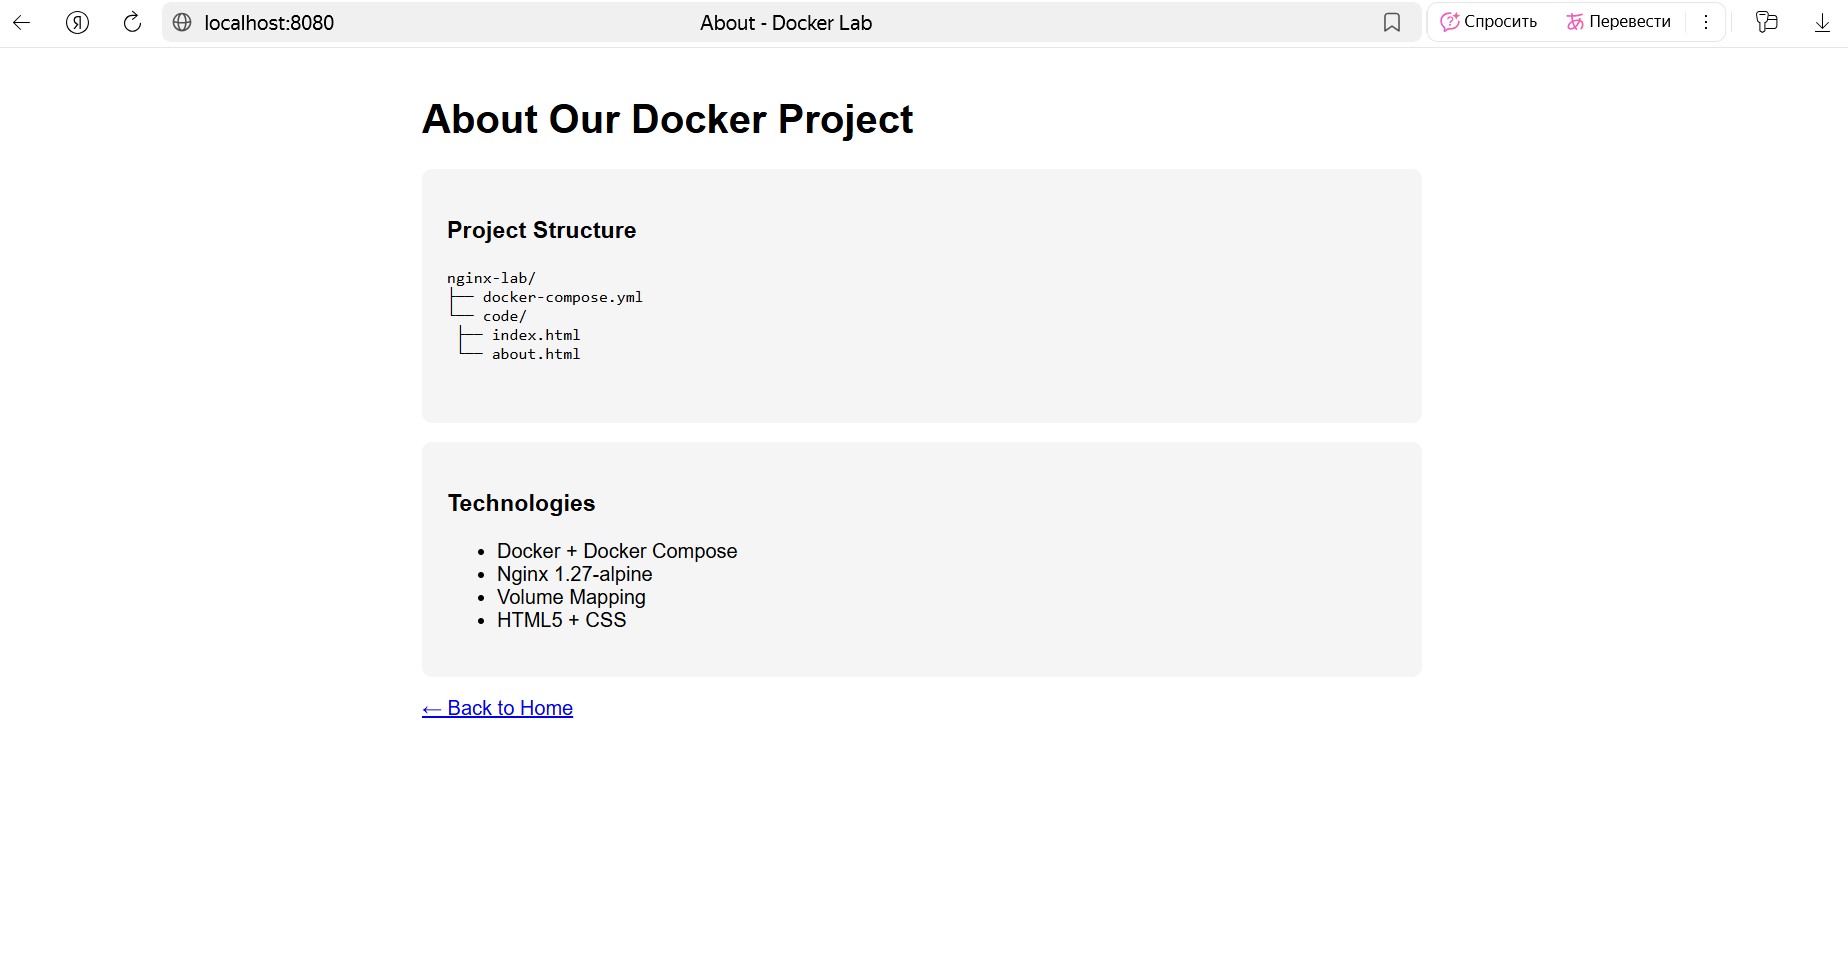 localhost:8080 About - Docker Lab Спросить Перевести
About Our Docker Project
Project Structure
nginx-lab/
├── docker-compose.yml
└── code/
 ├── index.html
 └── about.html
Technologies
• Docker + Docker Compose
• Nginx 1.27-alpine
• Volume Mapping
• HTML5 + CSS
← Back to Home